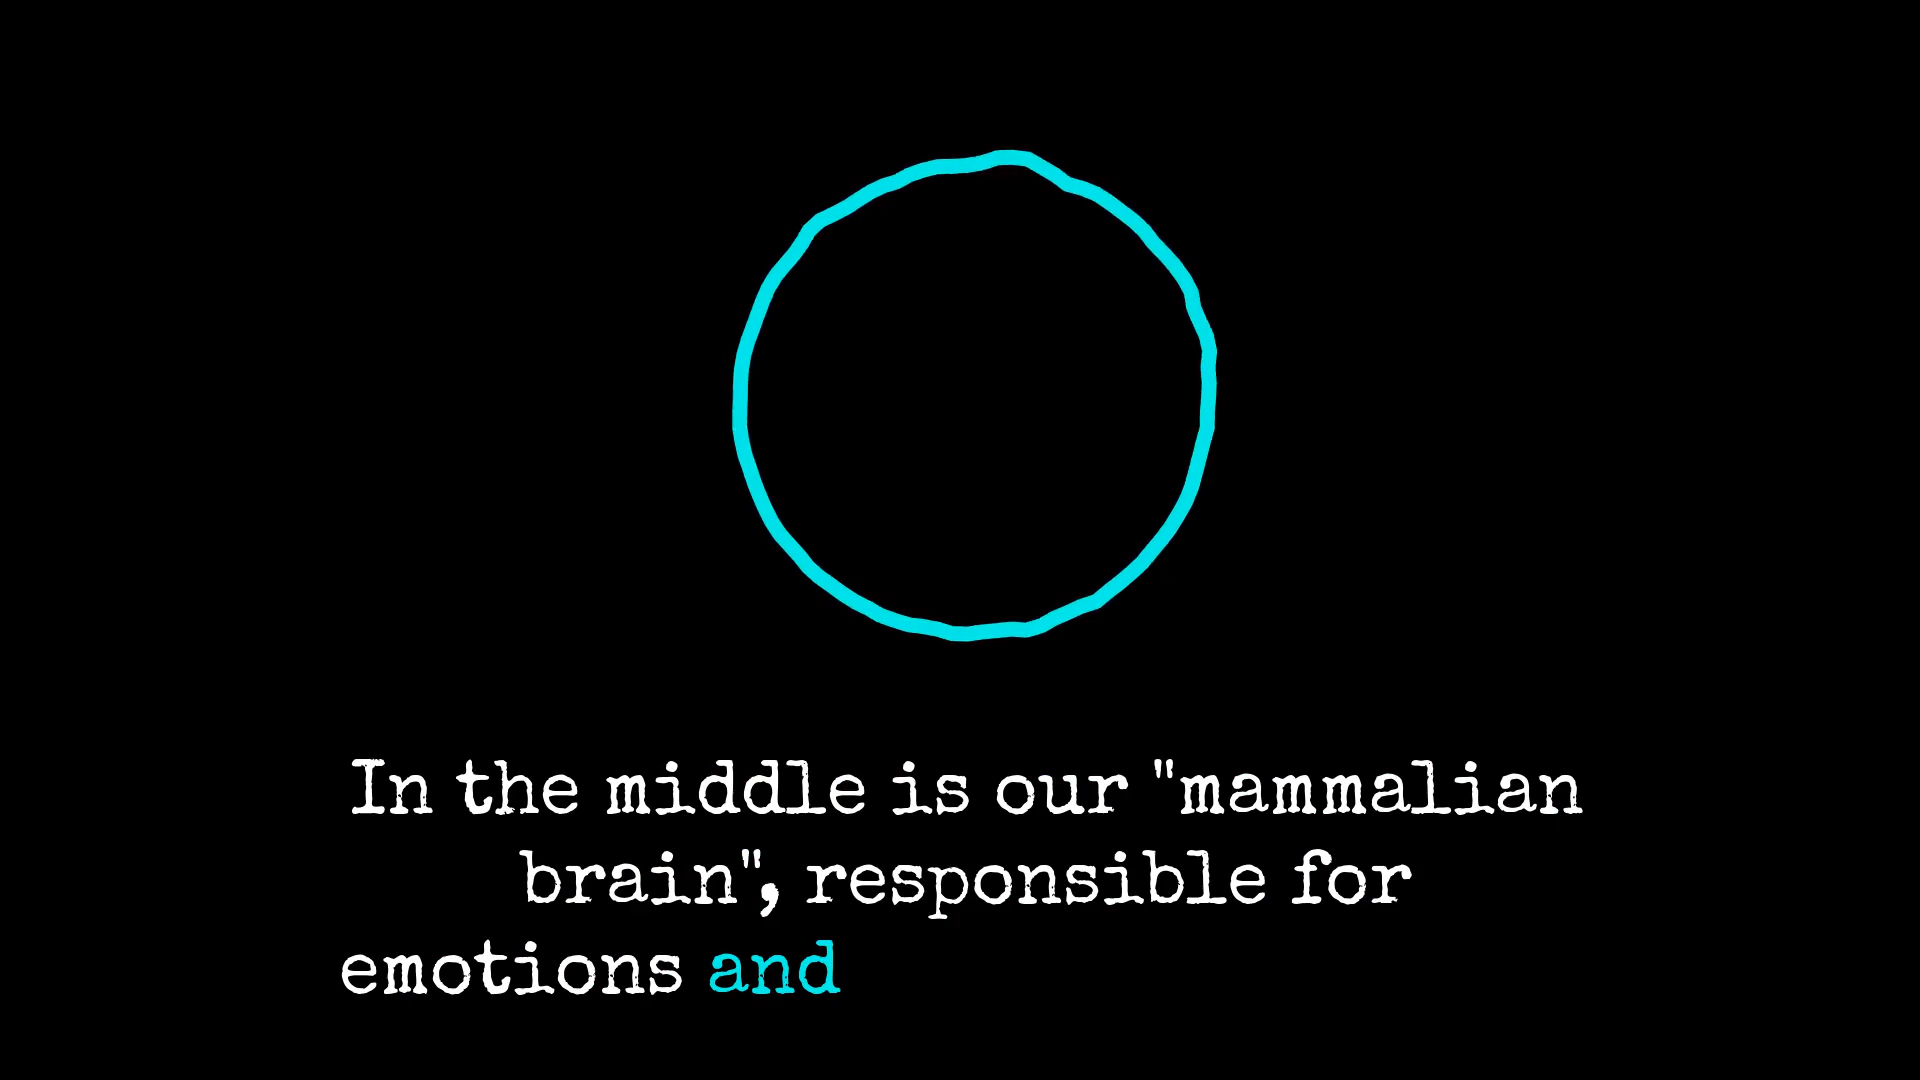 In the middle is our "mammalian
brain", responsible for
emotions and